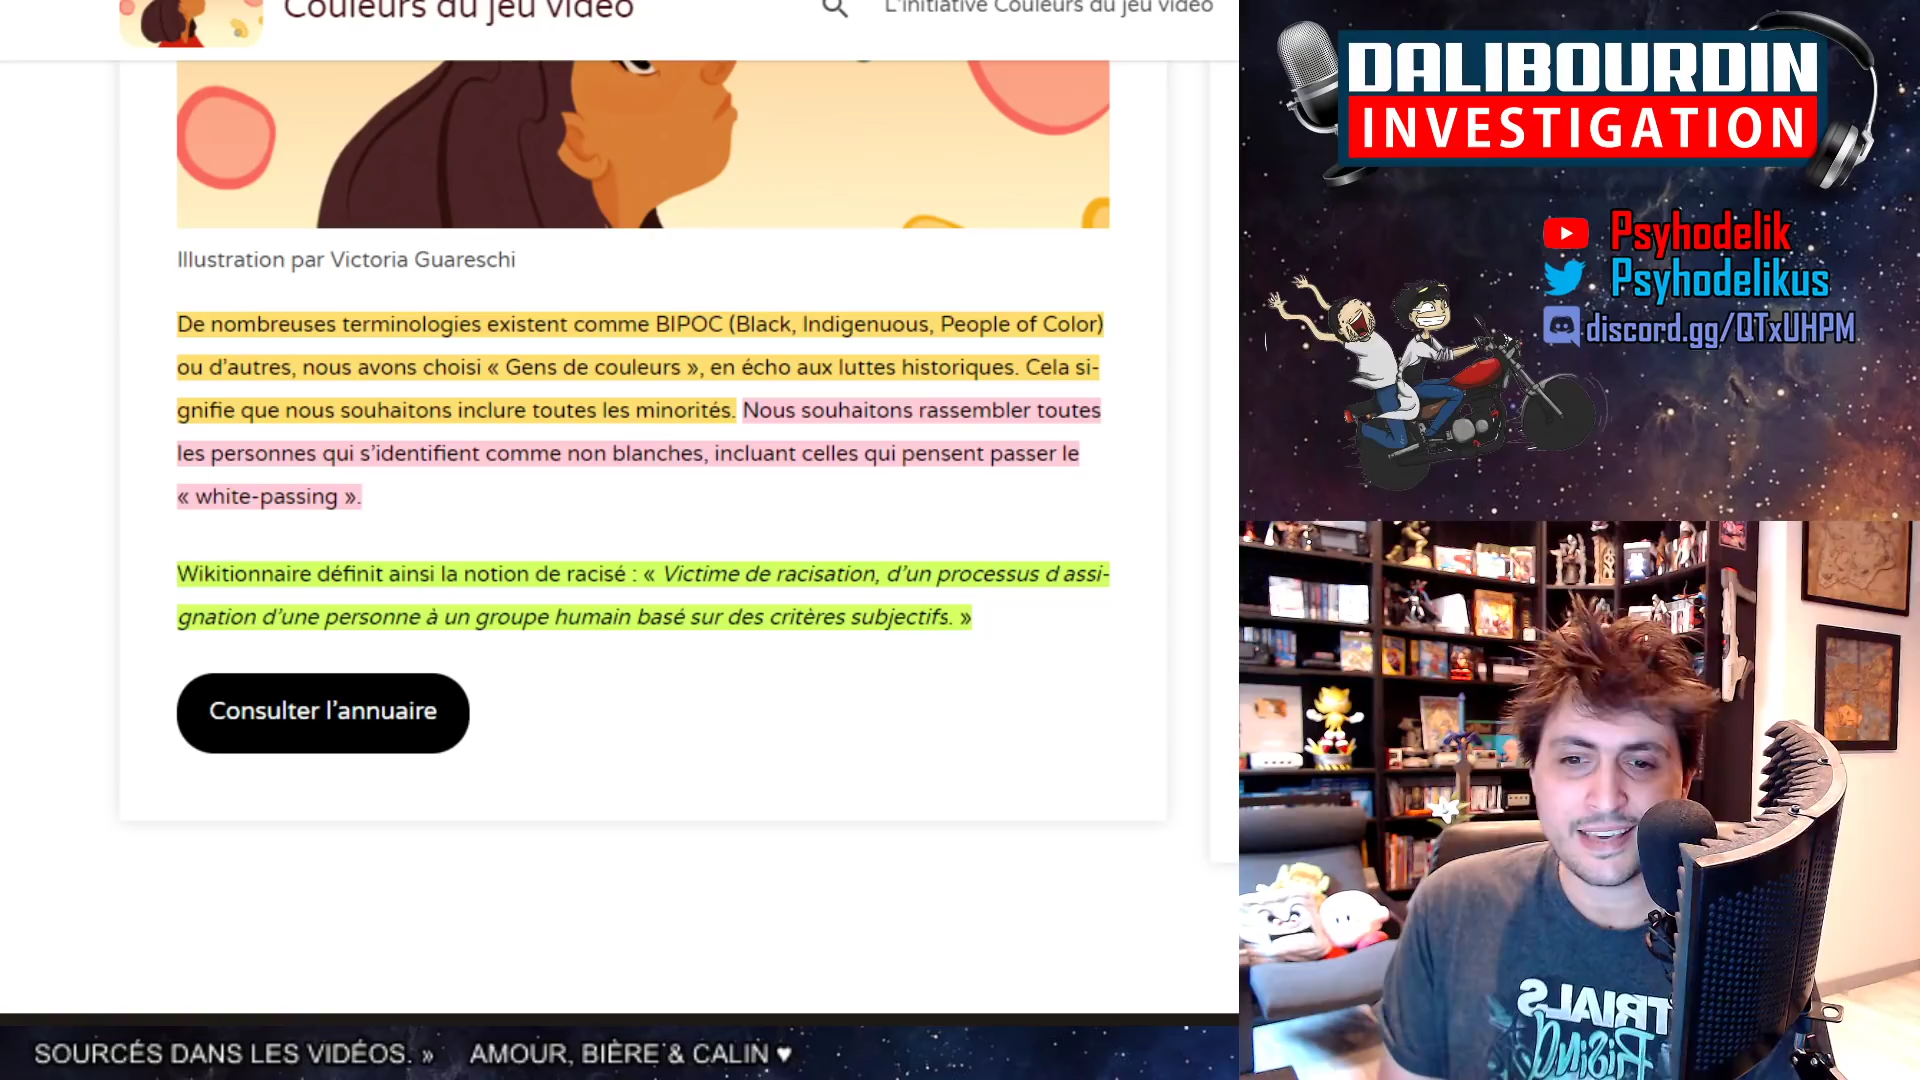 Couleurs du jeu vidéo
L'initiative Couleurs du jeu vidéo
Illustration par Victoria Guareschi
De nombreuses terminologies existent comme BIPOC (Black, Indigenuous, People of Color)
ou d'autres, nous avons choisi « Gens de couleurs », en écho aux luttes historiques. Cela si-
gnifie que nous souhaitons inclure toutes les minorités. Nous souhaitons rassembler toutes
les personnes qui s'identifient comme non blanches, incluant celles qui pensent passer le
« white-passing ».
Wikitionnaire définit ainsi la notion de racisé : « Victime de racisation, d'un processus d assi-
gnation d'une personne à un groupe humain basé sur des critères subjectifs. »
Consulter l'annuaire
SOURCÉS DANS LES VIDÉOS. » AMOUR, BIÈRE & CALIN ♥
DALIBOURDIN
INVESTIGATION
Psyhodelik
Psyhodelikus
discord.gg/QTxUHPM
TRIALS
RISING